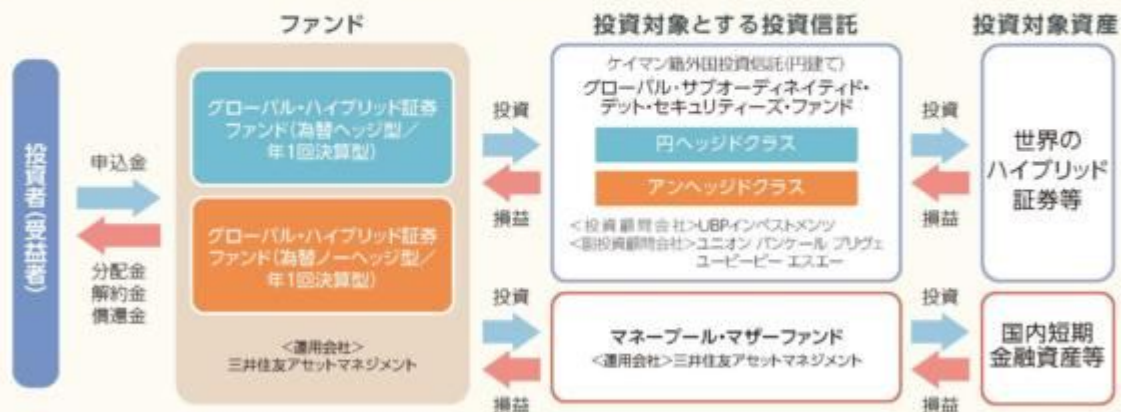 ファンド
投資対象とする投資信託
投資対象資産
投資者(受益者)
申込金
分配金
解約金
償還金
グローバル・ハイブリッド証券
ファンド(為替ヘッジ型/
年1回決算型)
グローバル・ハイブリッド証券
ファンド(為替ノーヘッジ型/
年1回決算型)
<運用会社>
三井住友アセットマネジメント
投資
損益
投資
損益
ケイマン籍外国投資信託(円建て)
グローバル・サブオーディネイティド・
デット・セキュリティーズ・ファンド
円ヘッジドクラス
アンヘッジドクラス
<投資顧問会社>UBPインベストメンツ
<副投資顧問会社>ユニオン バンケール プリヴェ
ユービーピー エスエー
マネープール・マザーファンド
<運用会社>三井住友アセットマネジメント
投資
損益
投資
損益
世界の
ハイブリッド
証券等
国内短期
金融資産等